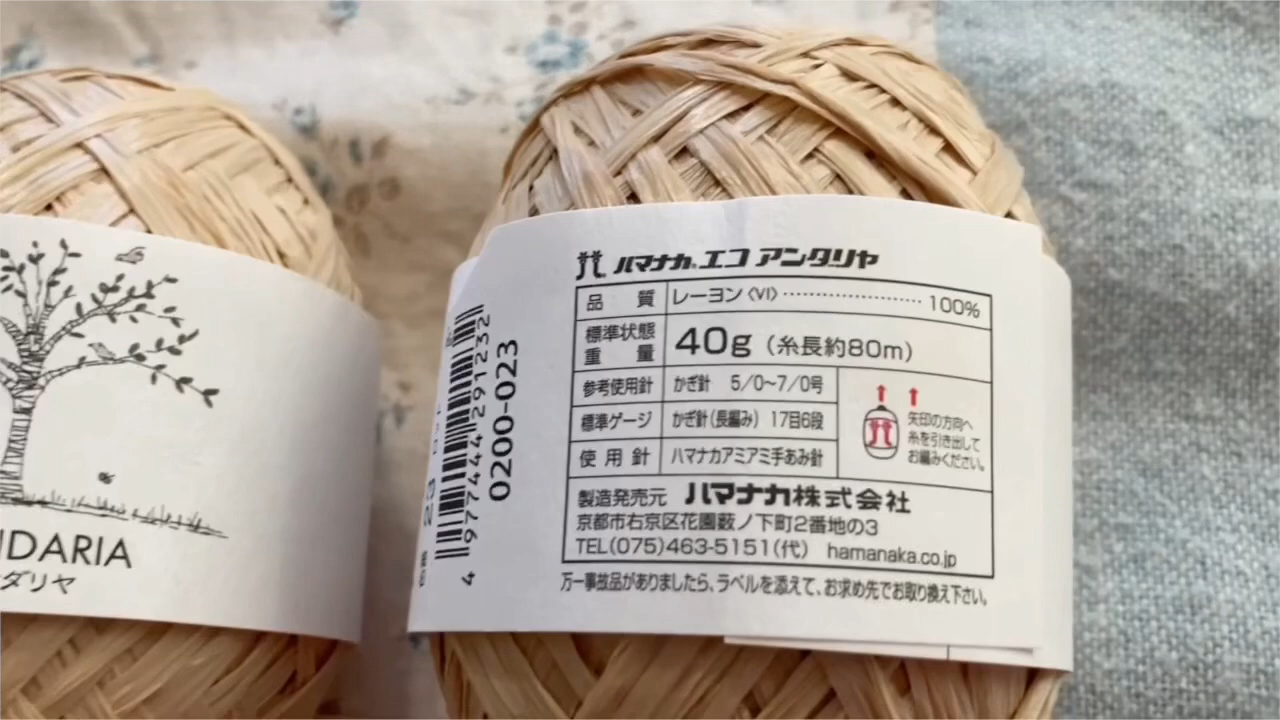 IDARIA
ダリヤ
ハマナカ エコ アンダリヤ
品 質 レーヨン〈VI〉 100%
標準状態重量 40g (糸長約80m)
参考使用針 かぎ針 5/0〜7/0号
標準ゲージ かぎ針(長編み) 17目6段
使用針 ハマナカアミアミ手あみ針
矢印の方向へ
糸を引き出して
お編みください。
製造発売元 ハマナカ株式会社
京都市右京区花園薮ノ下町2番地の3
TEL(075)463-5151(代) hamanaka.co.jp
万一事故品がありましたら、ラベルを添えて、お求め先でお取り換え下さい。
4 977444 291232
0200-023
23